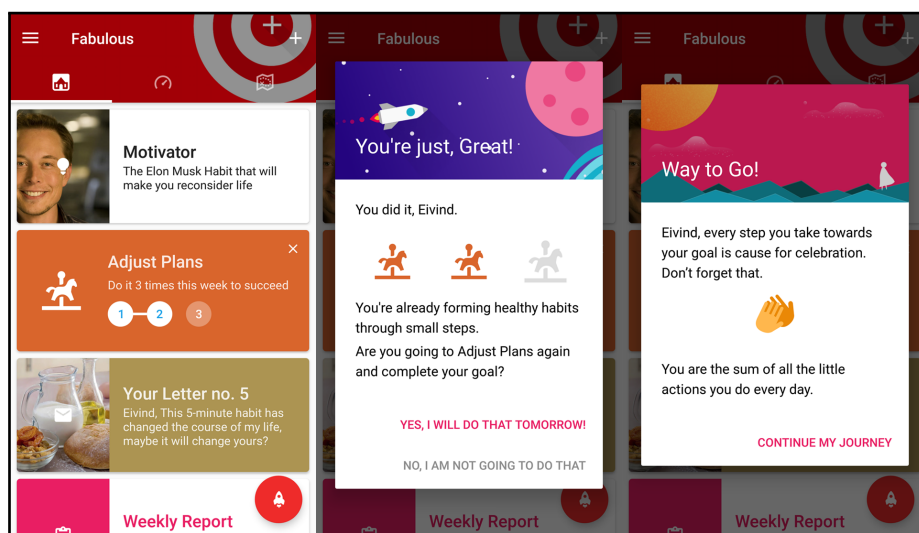 Fabulous
Motivator
The Elon Musk Habit that will
make you reconsider life
Adjust Plans
Do it 3 times this week to succeed
1 2 3
Your Letter no. 5
Eivind, This 5-minute habit has
changed the course of my life,
maybe it will change yours?
Weekly Report
Fabulous
You're just, Great!
You did it, Eivind.
You're already forming healthy habits
through small steps.
Are you going to Adjust Plans again
and complete your goal?
YES, I WILL DO THAT TOMORROW!
NO, I AM NOT GOING TO DO THAT
Weekly Report
Fabulous
Way to Go!
Eivind, every step you take towards
your goal is cause for celebration.
Don’t forget that.
You are the sum of all the little
actions you do every day.
CONTINUE MY JOURNEY
Weekly Report